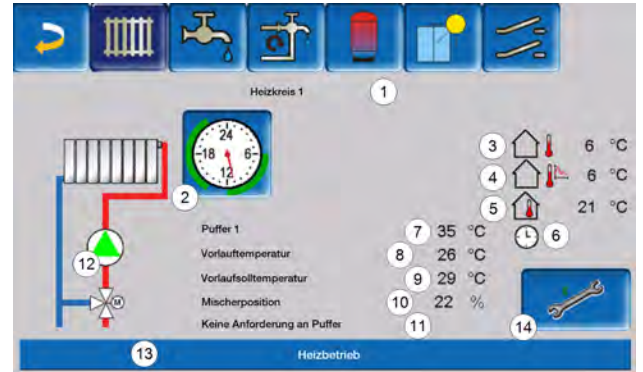 Heizkreis 1 1
24
-18 6-
12
2
3 6 °C
4 6 °C
5 21 °C
6
Puffer 1 7 35 °C
Vorlauftemperatur 8 26 °C
Vorlaufsolltemperatur 9 29 °C
Mischerposition 10 22 %
Keine Anforderung an Puffer 11
12
M
14
13 Heizbetrieb